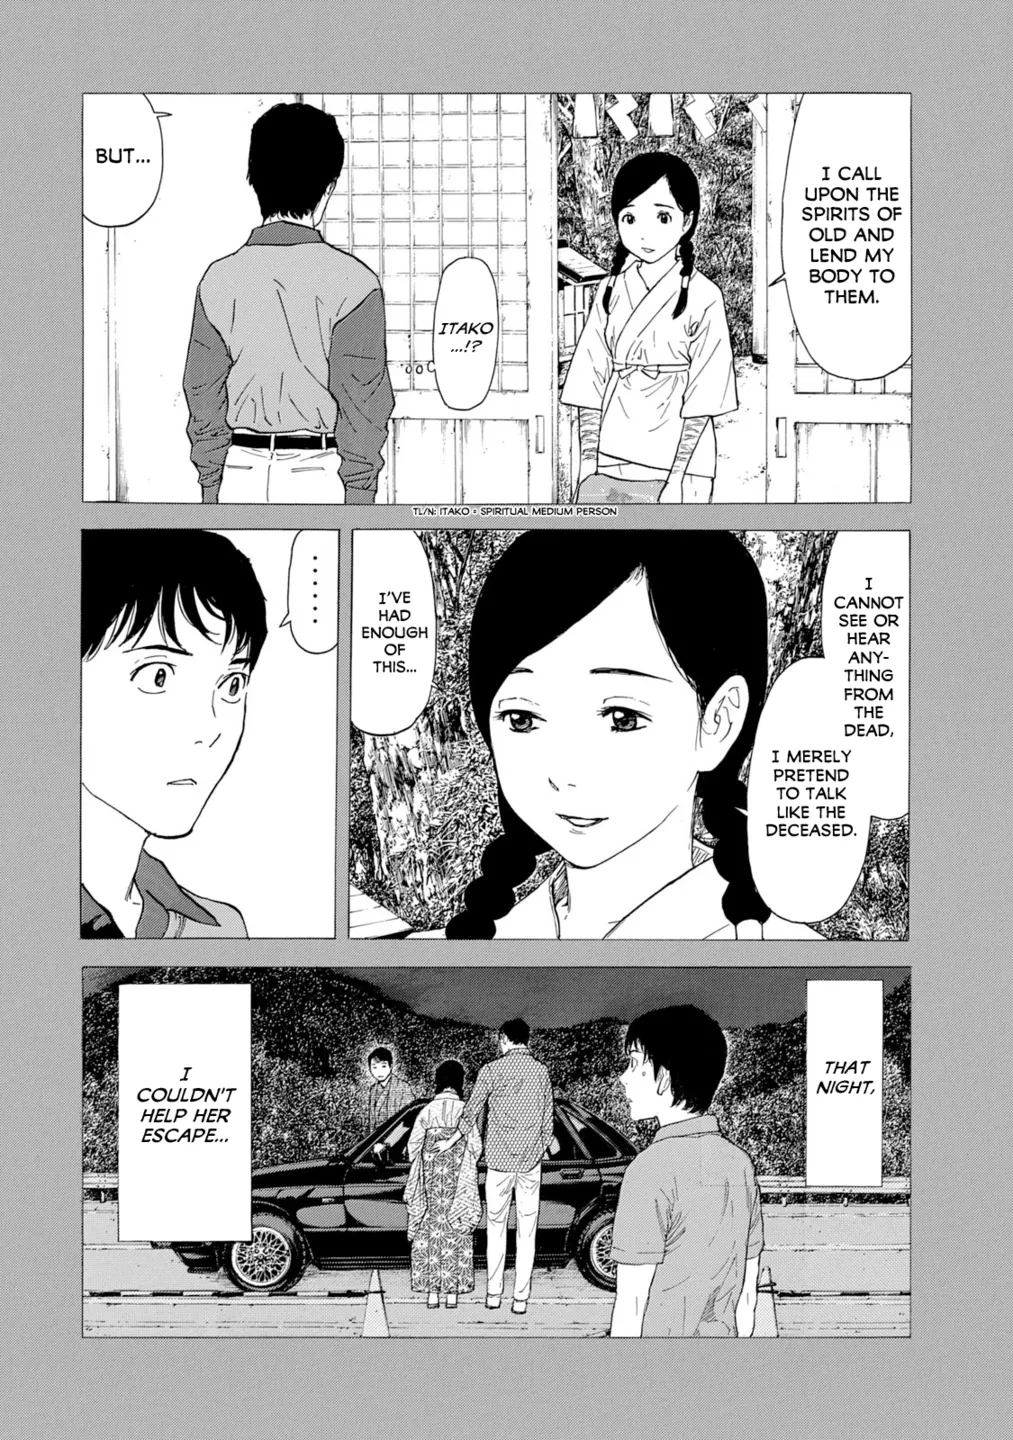 I CALL
UPON THE
SPIRITS OF
OLD AND
LEND MY
BODY TO
THEM.
ITAKO
...!?
BUT...
TL/N: ITAKO = SPIRITUAL MEDIUM PERSON
I
CANNOT
SEE OR
HEAR
ANY-
THING
FROM
THE
DEAD,
I MERELY
PRETEND
TO TALK
LIKE THE
DECEASED.
I'VE
HAD
ENOUGH
OF
THIS...
.......
THAT
NIGHT,
I
COULDN'T
HELP HER
ESCAPE...